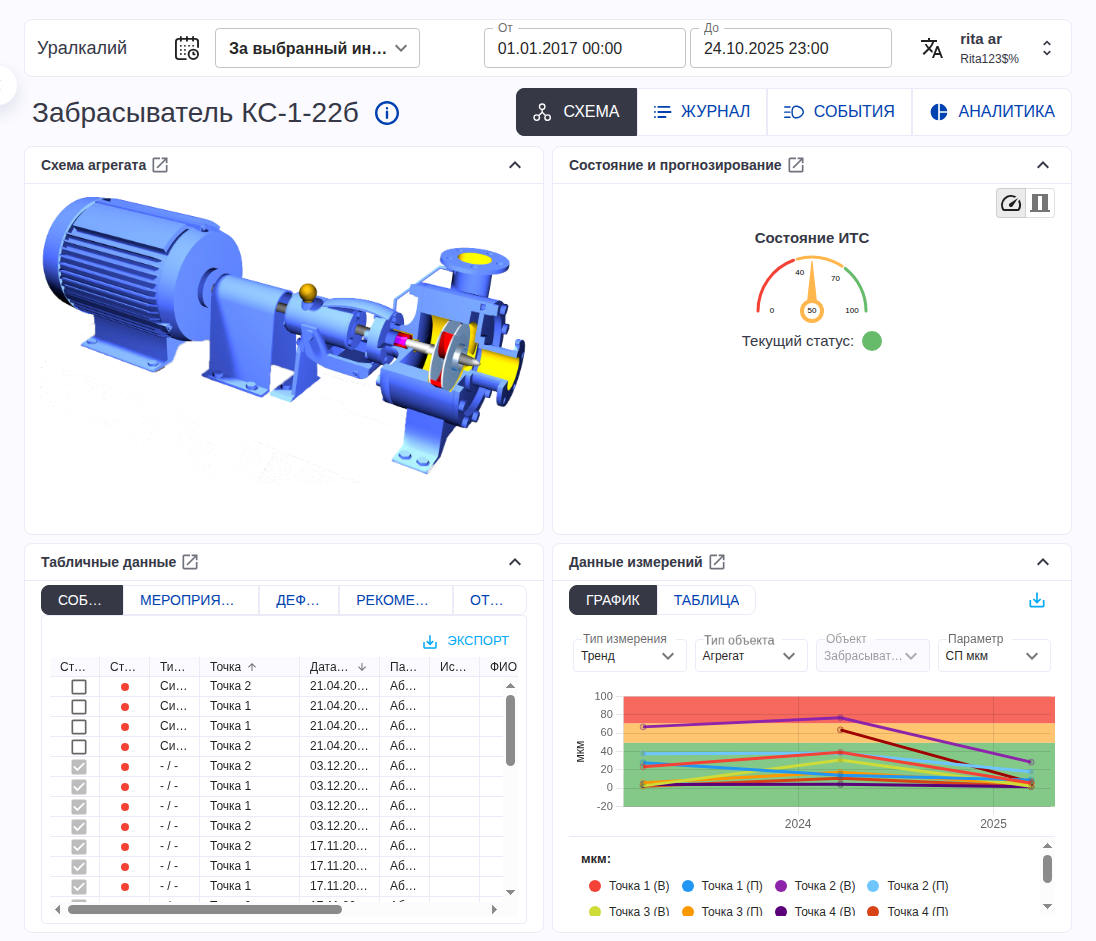 Уралкалий
За выбранный ин…
От
01.01.2017 00:00
До
24.10.2025 23:00
rita ar
Rita123$%
Забрасыватель КС-1-22б
СХЕМА
ЖУРНАЛ
СОБЫТИЯ
АНАЛИТИКА
Схема агрегата
Состояние и прогнозирование
Состояние ИТС
40
70
0
50
100
Текущий статус:
Табличные данные
СОБ…
МЕРОПРИЯ…
ДЕФ…
РЕКОМЕ…
ОТ…
ЭКСПОРТ
Ст… Ст… Ти… Точка Дата… Па… Ис… ФИО
Си… Точка 2 21.04.20… Аб…
Си… Точка 1 21.04.20… Аб…
Си… Точка 1 21.04.20… Аб…
Си… Точка 2 21.04.20… Аб…
- / - Точка 2 03.12.20… Аб…
- / - Точка 1 03.12.20… Аб…
- / - Точка 1 03.12.20… Аб…
- / - Точка 2 03.12.20… Аб…
- / - Точка 2 17.11.20… Аб…
- / - Точка 1 17.11.20… Аб…
- / - Точка 1 17.11.20… Аб…
Данные измерений
ГРАФИК
ТАБЛИЦА
Тип измерения
Тренд
Тип объекта
Агрегат
Объект
Забрасыват…
Параметр
СП мкм
100
80
60
40
20
0
-20
мкм
2024
2025
мкм:
Точка 1 (В)
Точка 1 (П)
Точка 2 (В)
Точка 2 (П)
Точка 3 (В)
Точка 3 (П)
Точка 4 (В)
Точка 4 (П)